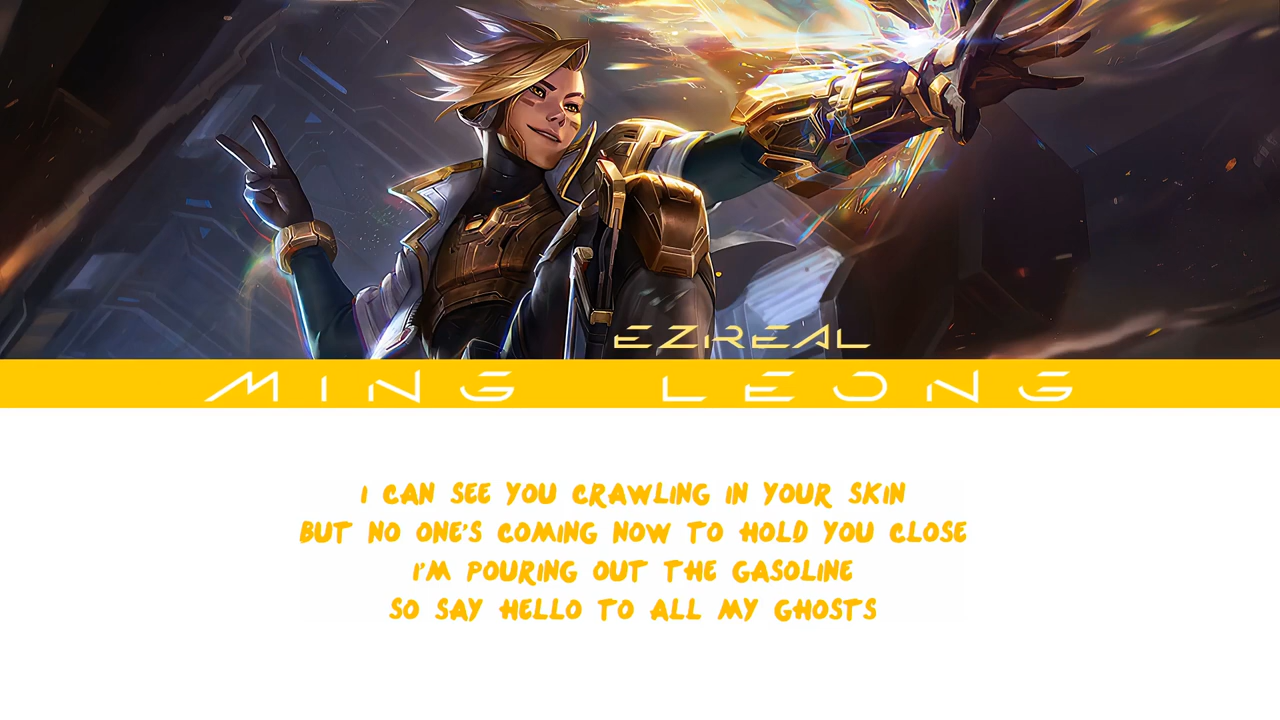 EZREAL
MING LEONG
I CAN SEE YOU CRAWLING IN YOUR SKIN
BUT NO ONE'S COMING NOW TO HOLD YOU CLOSE
I'M POURING OUT THE GASOLINE
SO SAY HELLO TO ALL MY GHOSTS